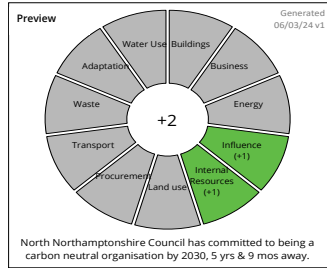 Preview
Generated
06/03/24 v1
Water Use
Buildings
Adaptation
Business
Waste
Energy
+2
Transport
Influence
(+1)
Procurement
Internal
Resources
(+1)
Land use
North Northamptonshire Council has committed to being a
carbon neutral organisation by 2030, 5 yrs & 9 mos away.